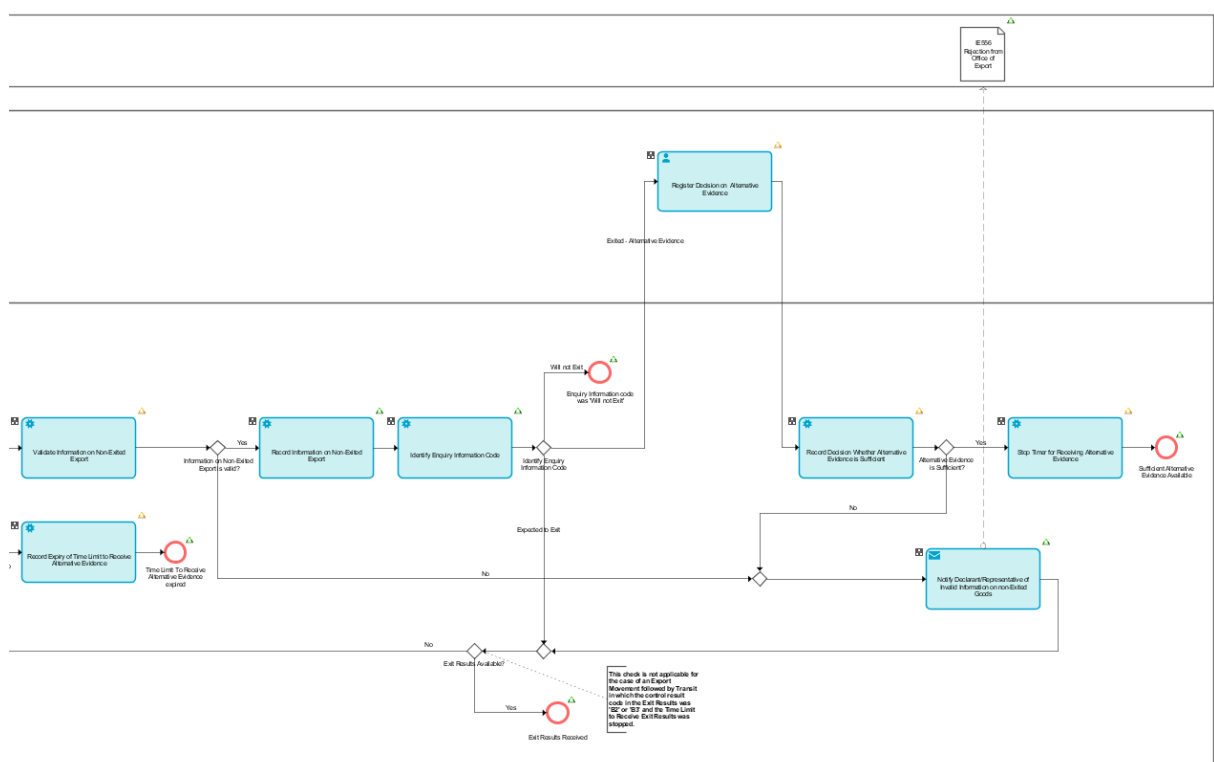 IE556
Rejection from
Office of
Export
Register Decision on Alternative
Evidence
Exited - Alternative Evidence
Will not Exit
Enquiry Information code
was 'Will not Exit'
Validate Information on Non-Exited
Export
Information on Non-Exited
Export is valid?
Yes
Record Information on Non-Exited
Export
Identify Enquiry Information Code
Identify Enquiry
Information Code
Record Decision Whether Alternative
Evidence is Sufficient
Alternative Evidence
is Sufficient?
Yes
Stop Timer for Receiving Alternative
Evidence
Sufficient Alternative
Evidence Available
No
Expected to Exit
Record Expiry of Time Limit to Receive
Alternative Evidence
Time Limit To Receive
Alternative Evidence
expired
No
Notify Declarant/Representative of
Invalid Information on non-Exited
Goods
No
Exit Results Available?
This check is not applicable for
the case of an Export
Movement followed by Transit
in which the control result
code in the Exit Results was
'B2' or 'B3' and the Time Limit
to Receive Exit Results was
stopped.
Yes
Exit Results Received